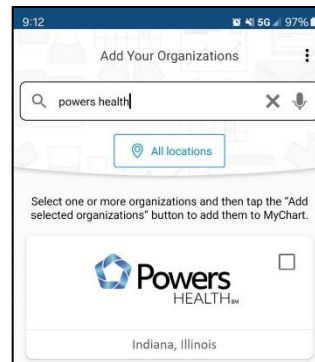 9:12 5G 97%
Add Your Organizations
powers health
All locations
Select one or more organizations and then tap the "Add
selected organizations" button to add them to MyChart.
Powers
HEALTH SM
Indiana, Illinois